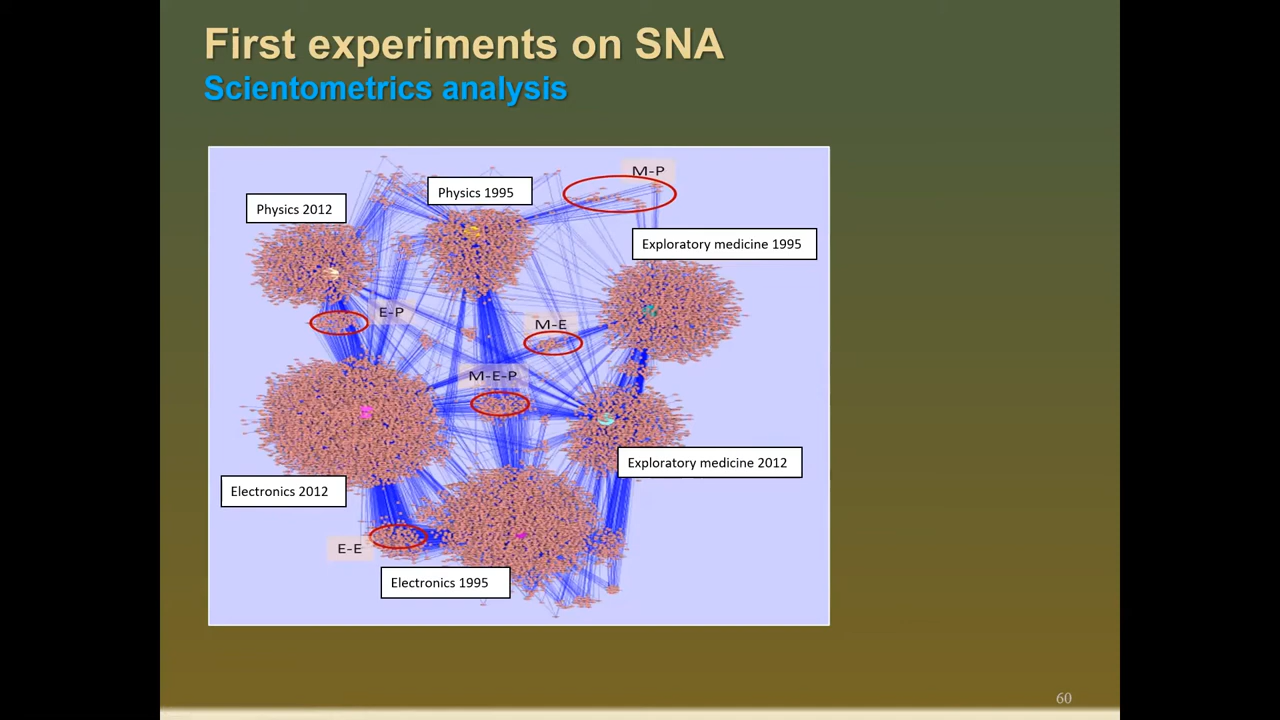 First experiments on SNA
Scientometrics analysis
M-P
Physics 1995
Physics 2012
Exploratory medicine 1995
E-P
M-E
M-E-P
Exploratory medicine 2012
Electronics 2012
E-E
Electronics 1995
60